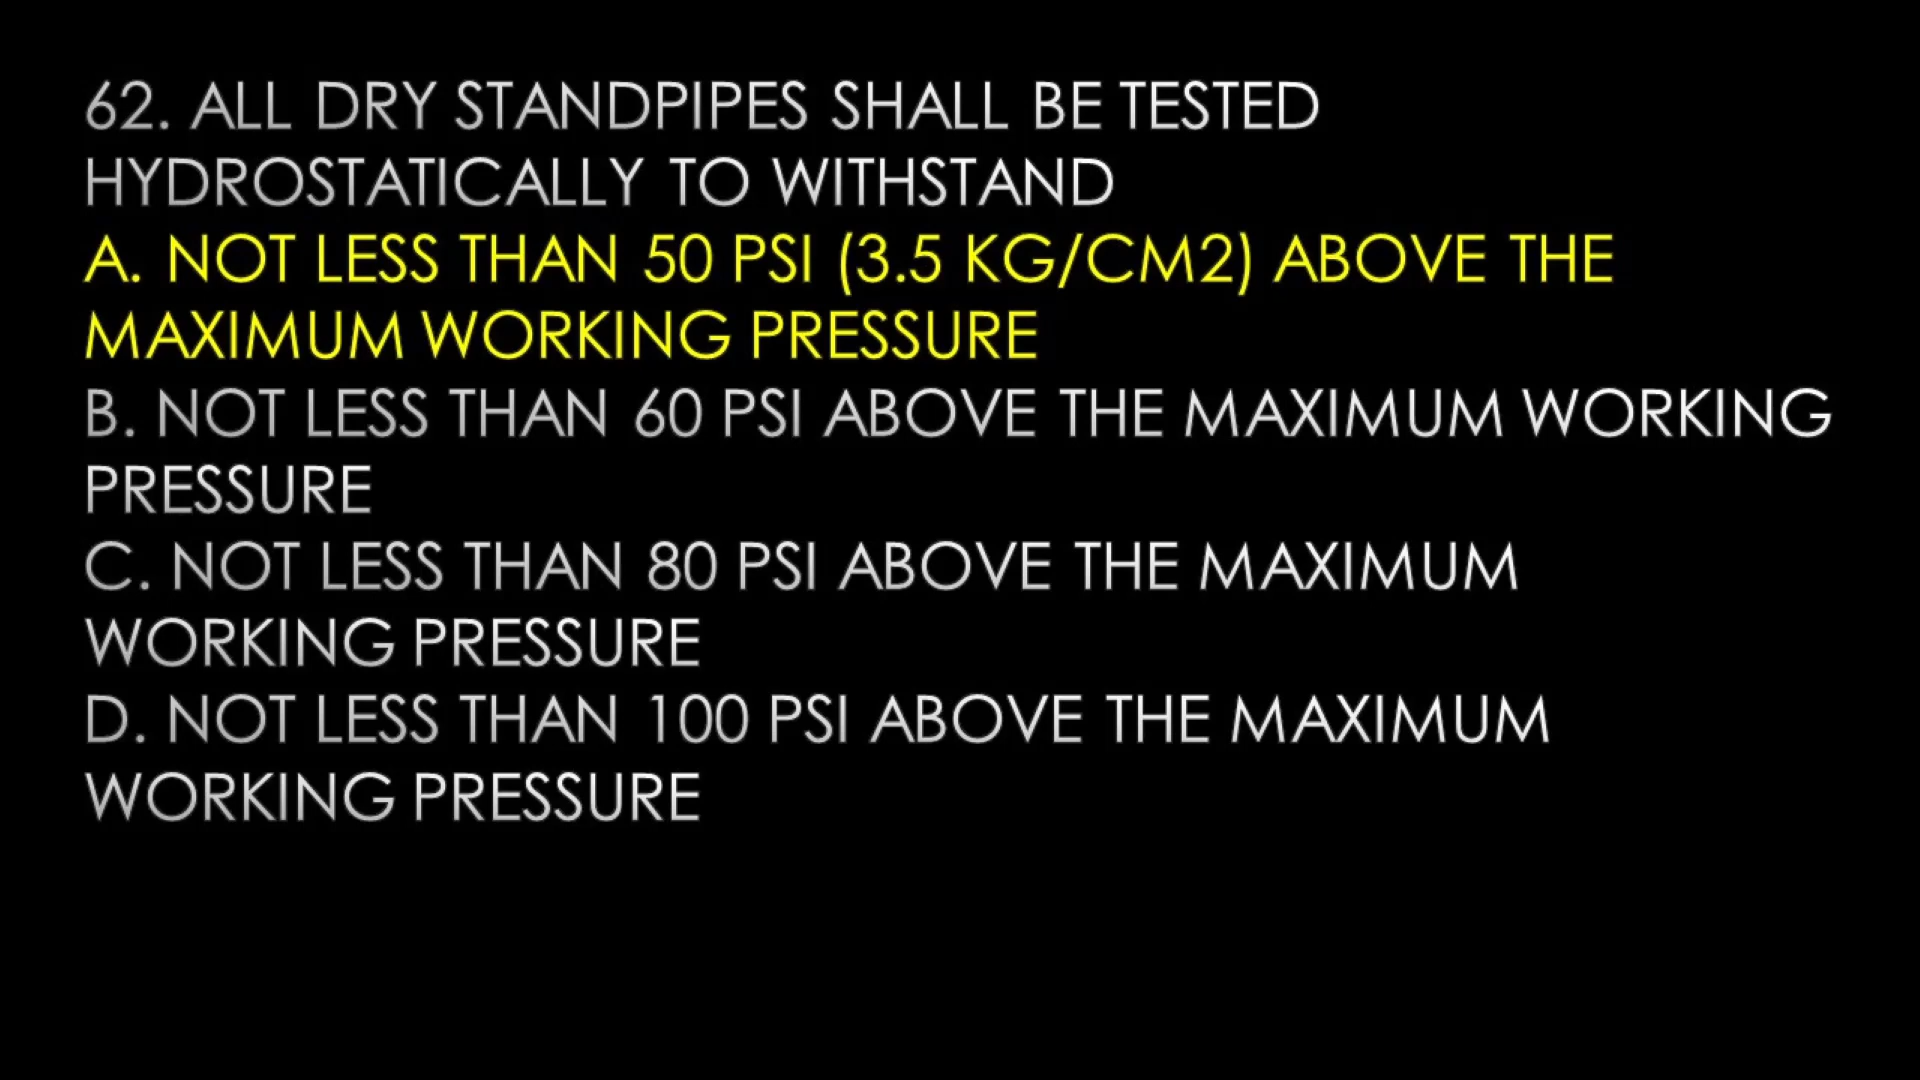 62. ALL DRY STANDPIPES SHALL BE TESTED
HYDROSTATICALLY TO WITHSTAND
A. NOT LESS THAN 50 PSI (3.5 KG/CM2) ABOVE THE
MAXIMUM WORKING PRESSURE
B. NOT LESS THAN 60 PSI ABOVE THE MAXIMUM WORKING
PRESSURE
C. NOT LESS THAN 80 PSI ABOVE THE MAXIMUM
WORKING PRESSURE
D. NOT LESS THAN 100 PSI ABOVE THE MAXIMUM
WORKING PRESSURE